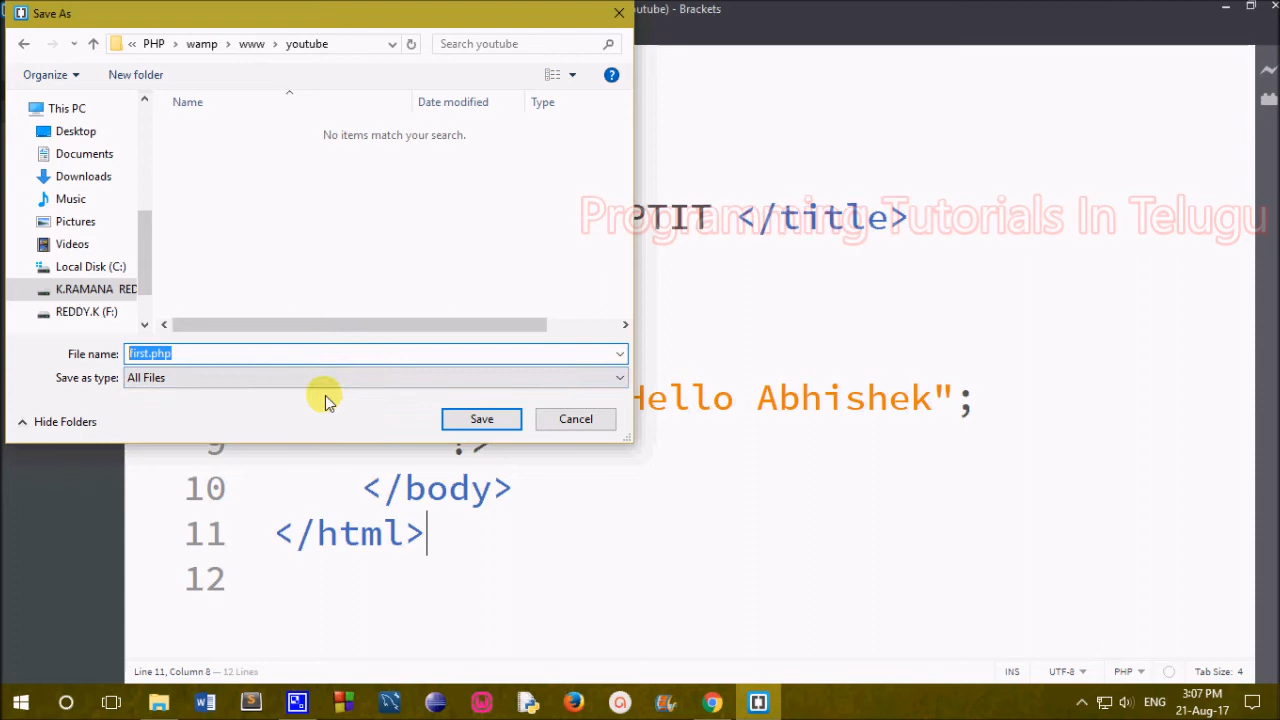 Save As
youtube) - Brackets
PHP wamp www youtube
Search youtube
Organize
New folder
Name
Date modified
Type
No items match your search.
This PC
Desktop
Documents
Downloads
Music
Pictures
Videos
Local Disk (C:)
K.RAMANA RED
REDDY.K (F:)
PTIT </title>
Programming Tutorials In Telugu
File name:
first.php
Save as type:
All Files
Hide Folders
Save
Cancel
Hello Abhishek";
9 ?>
10 </body>
11 </html>
12
Line 11, Column 8 — 12 Lines
INS
UTF-8
PHP
Tab Size: 4
ENG
3:07 PM
21-Aug-17